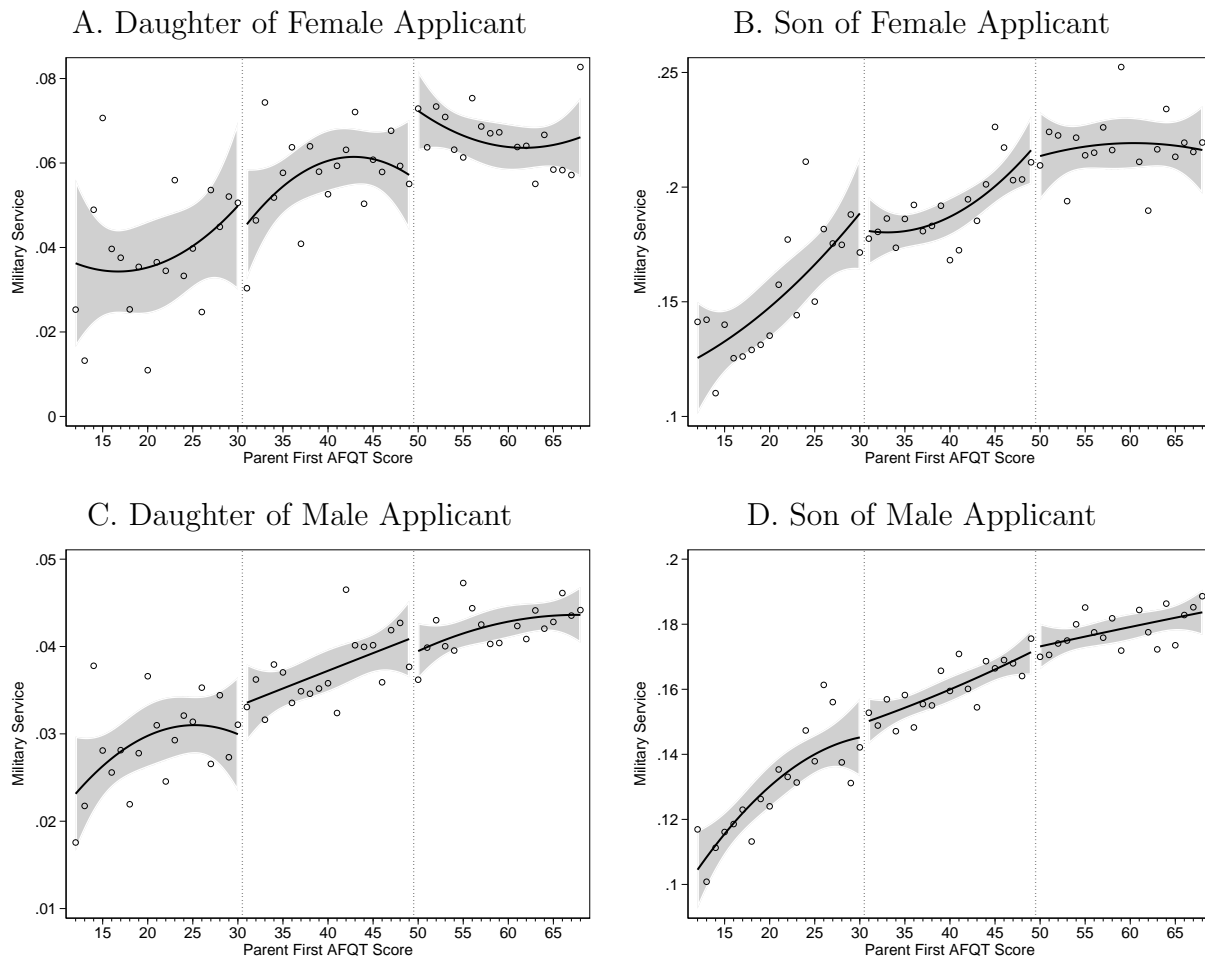 A. Daughter of Female Applicant
.08
.06
.04
.02
0
Military Service
15 20 25 30 35 40 45 50 55 60 65
Parent First AFQT Score
B. Son of Female Applicant
.25
.2
.15
.1
Military Service
15 20 25 30 35 40 45 50 55 60 65
Parent First AFQT Score
C. Daughter of Male Applicant
.05
.04
.03
.02
.01
Military Service
15 20 25 30 35 40 45 50 55 60 65
Parent First AFQT Score
D. Son of Male Applicant
.2
.18
.16
.14
.12
.1
Military Service
15 20 25 30 35 40 45 50 55 60 65
Parent First AFQT Score